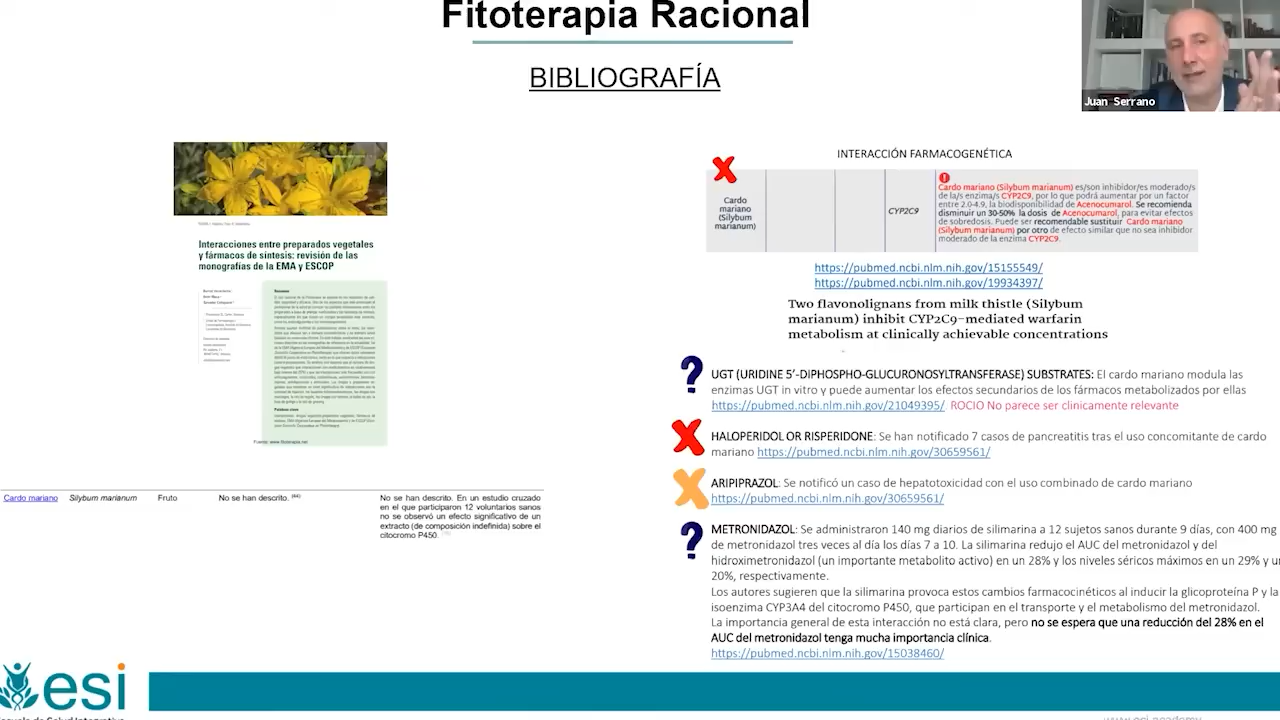 Fitoterapia Racional
BIBLIOGRAFÍA
Juan Serrano
Interacciones entre preparados vegetales
y fármacos de síntesis: revisión de las
monografías de la EMA y ESCOP
Resumen
Palabras clave
Fuente: www.fitoterapia.net
Cardo mariano Silybum marianum Fruto No se han descrito. (44) No se han descrito. En un estudio cruzado
en el que participaron 12 voluntarios sanos
no se observó un efecto significativo de un
extracto (de composición indefinida) sobre el
citocromo P450.
INTERACCIÓN FARMACOGENÉTICA
Cardo
mariano
(Silybum
marianum)
CYP2C9
Cardo mariano (Silybum marianum) es/son inhibidor/es moderado/s
de la/s enzima/s CYP2C9, por lo que podrá aumentar por un factor
entre 2.0-4.9, la biodisponibilidad de Acenocumarol. Se recomienda
disminuir un 30-50% la dosis de Acenocumarol, para evitar efectos
de sobredosis. Puede ser recomendable sustituir Cardo mariano
(Silybum marianum) por otro de efecto similar que no sea inhibidor
moderado de la enzima CYP2C9.
https://pubmed.ncbi.nlm.nih.gov/15155549/
https://pubmed.ncbi.nlm.nih.gov/19934397/
Two flavonolignans from milk thistle (Silybum
marianum) inhibit CYP2C9-mediated warfarin
metabolism at clinically achievable concentrations
UGT (URIDINE 5'-DIPHOSPHO-GLUCURONOSYLTRANSFERASE) SUBSTRATES: El cardo mariano modula las
enzimas UGT in vitro y puede aumentar los efectos secundarios de los fármacos metabolizados por ellas
https://pubmed.ncbi.nlm.nih.gov/21049395/ ROCIO No parece ser clinicamente relevante
HALOPERIDOL OR RISPERIDONE: Se han notificado 7 casos de pancreatitis tras el uso concomitante de cardo
mariano https://pubmed.ncbi.nlm.nih.gov/30659561/
ARIPIPRAZOL: Se notificó un caso de hepatotoxicidad con el uso combinado de cardo mariano
https://pubmed.ncbi.nlm.nih.gov/30659561/
METRONIDAZOL: Se administraron 140 mg diarios de silimarina a 12 sujetos sanos durante 9 días, con 400 mg
de metronidazol tres veces al día los días 7 a 10. La silimarina redujo el AUC del metronidazol y del
hidroximetronidazol (un importante metabolito activo) en un 28% y los niveles séricos máximos en un 29% y un
20%, respectivamente.
Los autores sugieren que la silimarina provoca estos cambios farmacocinéticos al inducir la glicoproteína P y la
isoenzima CYP3A4 del citocromo P450, que participan en el transporte y el metabolismo del metronidazol.
La importancia general de esta interacción no está clara, pero no se espera que una reducción del 28% en el
AUC del metronidazol tenga mucha importancia clínica.
https://pubmed.ncbi.nlm.nih.gov/15038460/
esi
www.esi.academy